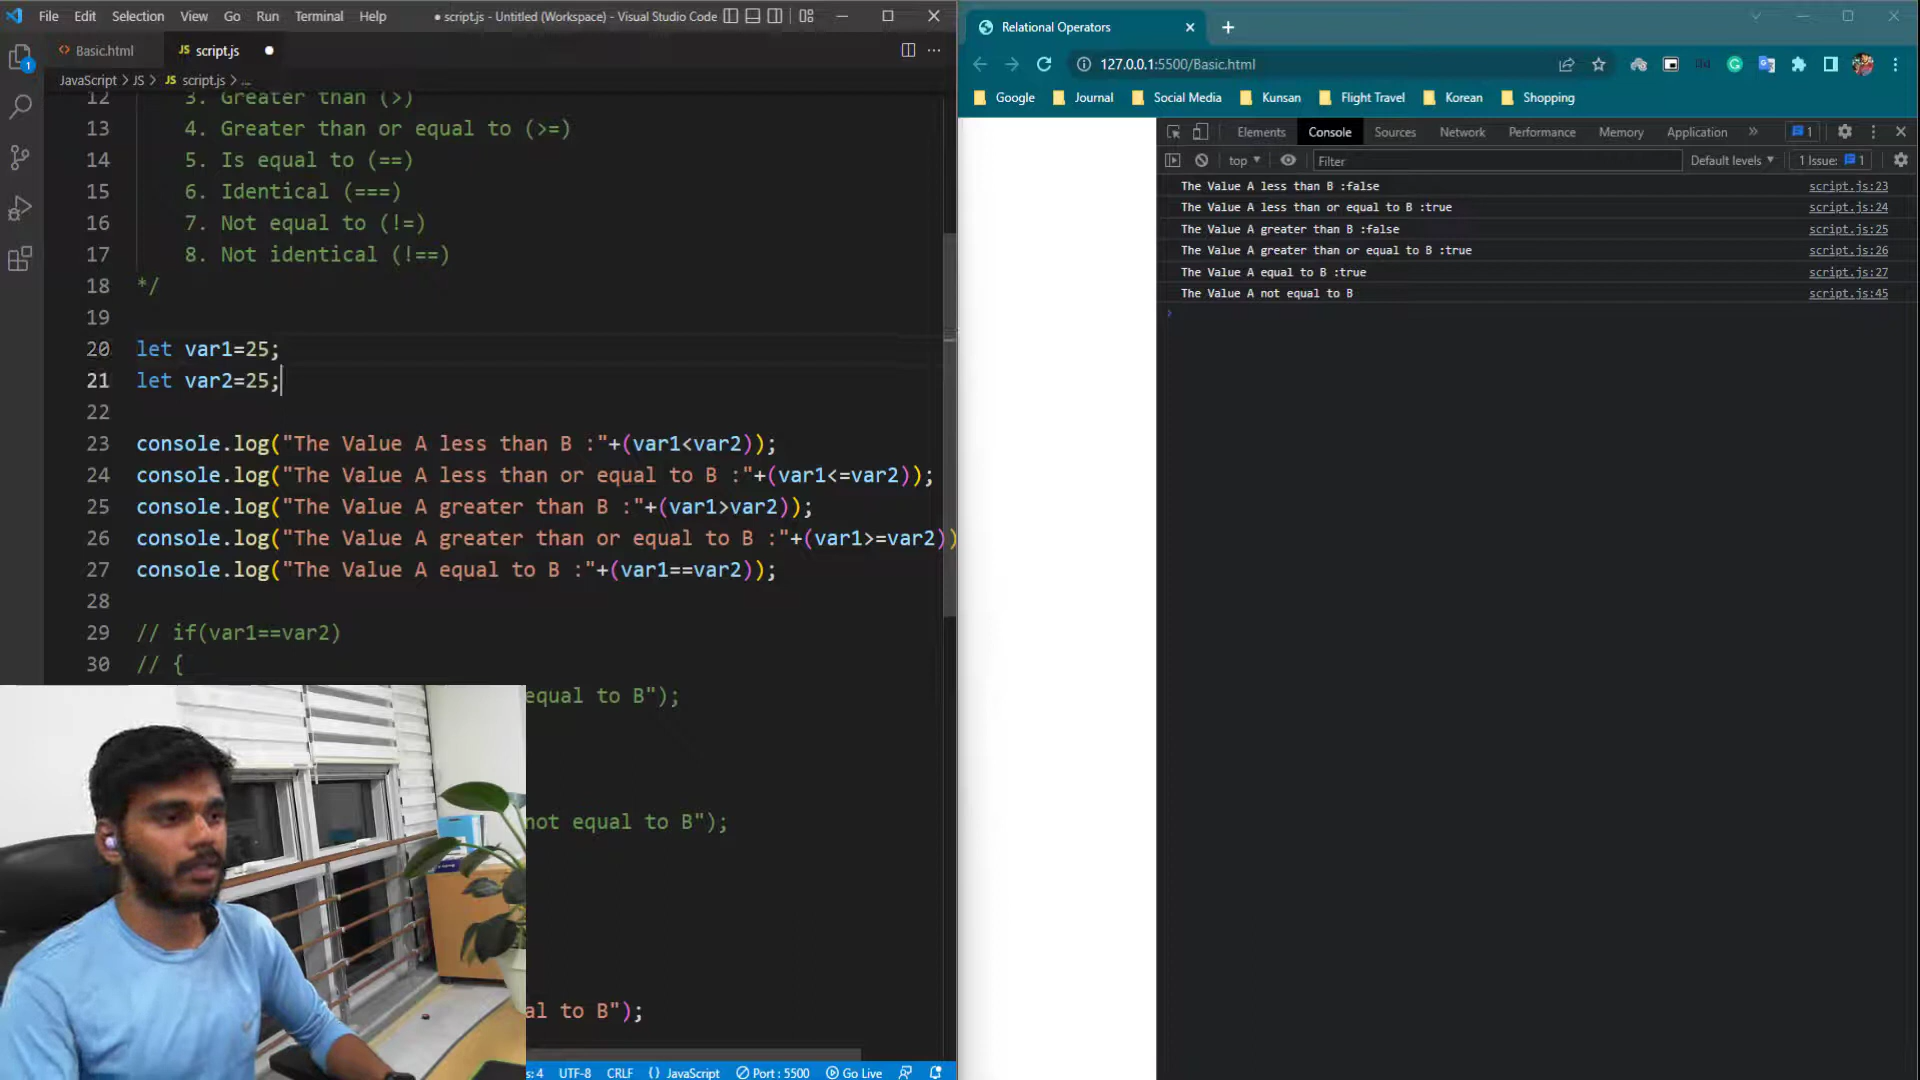 File Edit Selection View Go Run Terminal Help
● script.js - Untitled (Workspace) - Visual Studio Code
Basic.html
JS script.js ●
JavaScript > JS > JS script.js > ...
12 3. Greater than (>)
13 4. Greater than or equal to (>=)
14 5. Is equal to (==)
15 6. Identical (===)
16 7. Not equal to (!=)
17 8. Not identical (!==)
18 */
19
20 let var1=25;
21 let var2=25;
22
23 console.log("The Value A less than B :"+(var1<var2));
24 console.log("The Value A less than or equal to B :"+(var1<=var2));
25 console.log("The Value A greater than B :"+(var1>var2));
26 console.log("The Value A greater than or equal to B :"+(var1>=var2))
27 console.log("The Value A equal to B :"+(var1==var2));
28
29 // if(var1==var2)
30 // {
equal to B");
not equal to B");
al to B");
s: 4 UTF-8 CRLF {} JavaScript Port : 5500 Go Live
Relational Operators
127.0.0.1:5500/Basic.html
Google Journal Social Media Kunsan Flight Travel Korean Shopping
Elements Console Sources Network Performance Memory Application » 1
top Filter Default levels 1 Issue: 1
The Value A less than B :false script.js:23
The Value A less than or equal to B :true script.js:24
The Value A greater than B :false script.js:25
The Value A greater than or equal to B :true script.js:26
The Value A equal to B :true script.js:27
The Value A not equal to B script.js:45